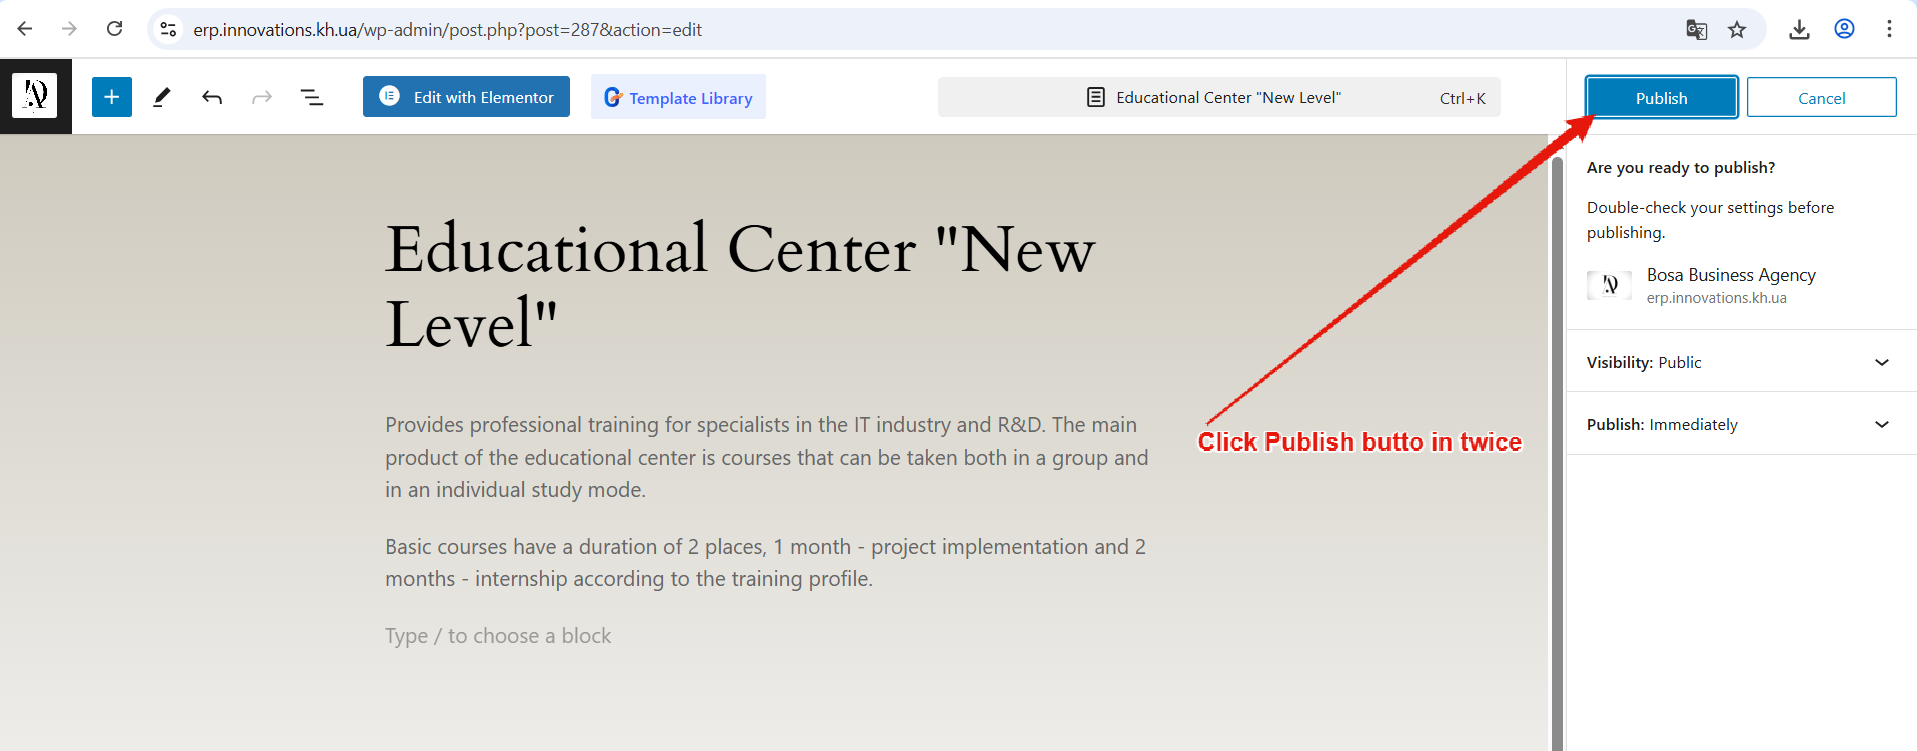 erp.innovations.kh.ua/wp-admin/post.php?post=287&action=edit
Edit with Elementor
Template Library
Educational Center "New Level"
Ctrl+K
Publish
Cancel
Educational Center "New
Level"
Provides professional training for specialists in the IT industry and R&D. The main
product of the educational center is courses that can be taken both in a group and
in an individual study mode.
Basic courses have a duration of 2 places, 1 month - project implementation and 2
months - internship according to the training profile.
Type / to choose a block
Click Publish butto in twice
Are you ready to publish?
Double-check your settings before
publishing.
Bosa Business Agency
erp.innovations.kh.ua
Visibility: Public
Publish: Immediately